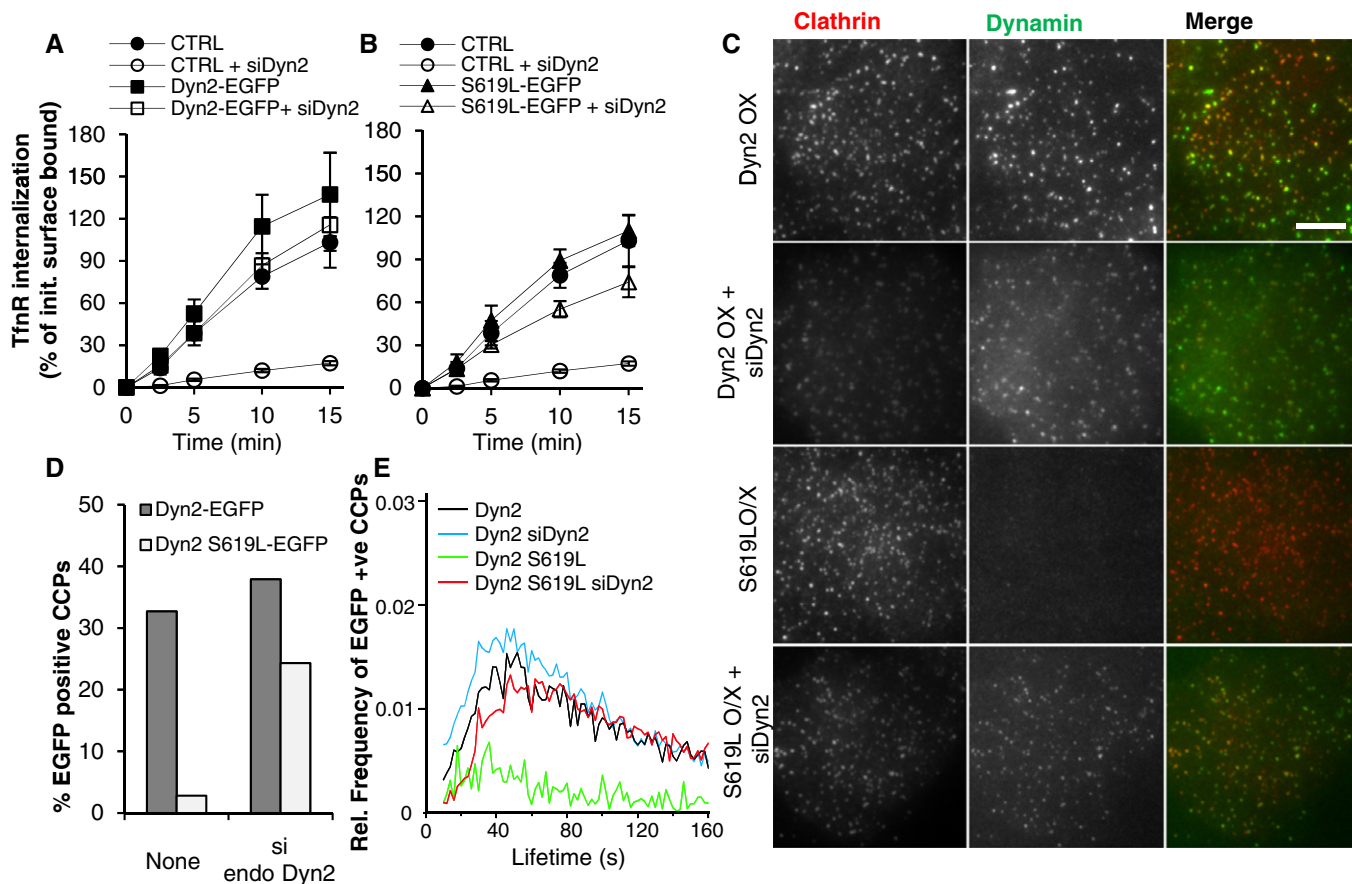 A
CTRL
CTRL + siDyn2
Dyn2-EGFP
Dyn2-EGFP+ siDyn2
TfnR internalization
(% of init. surface bound)
180
150
120
90
60
30
0
0 5 10 15
Time (min)
B
CTRL
CTRL + siDyn2
S619L-EGFP
S619L-EGFP + siDyn2
180
150
120
90
60
30
0
0 5 10 15
Time (min)
C
Clathrin Dynamin Merge
Dyn2 OX
Dyn2 OX +
siDyn2
S619LO/X
S619L O/X +
siDyn2
D
% EGFP positive CCPs
50
40
30
20
10
0
Dyn2-EGFP
Dyn2 S619L-EGFP
None
si
endo Dyn2
E
Rel. Frequency of EGFP +ve CCPs
0.03
0.02
0.01
0
Dyn2
Dyn2 siDyn2
Dyn2 S619L
Dyn2 S619L siDyn2
0 40 80 120 160
Lifetime (s)